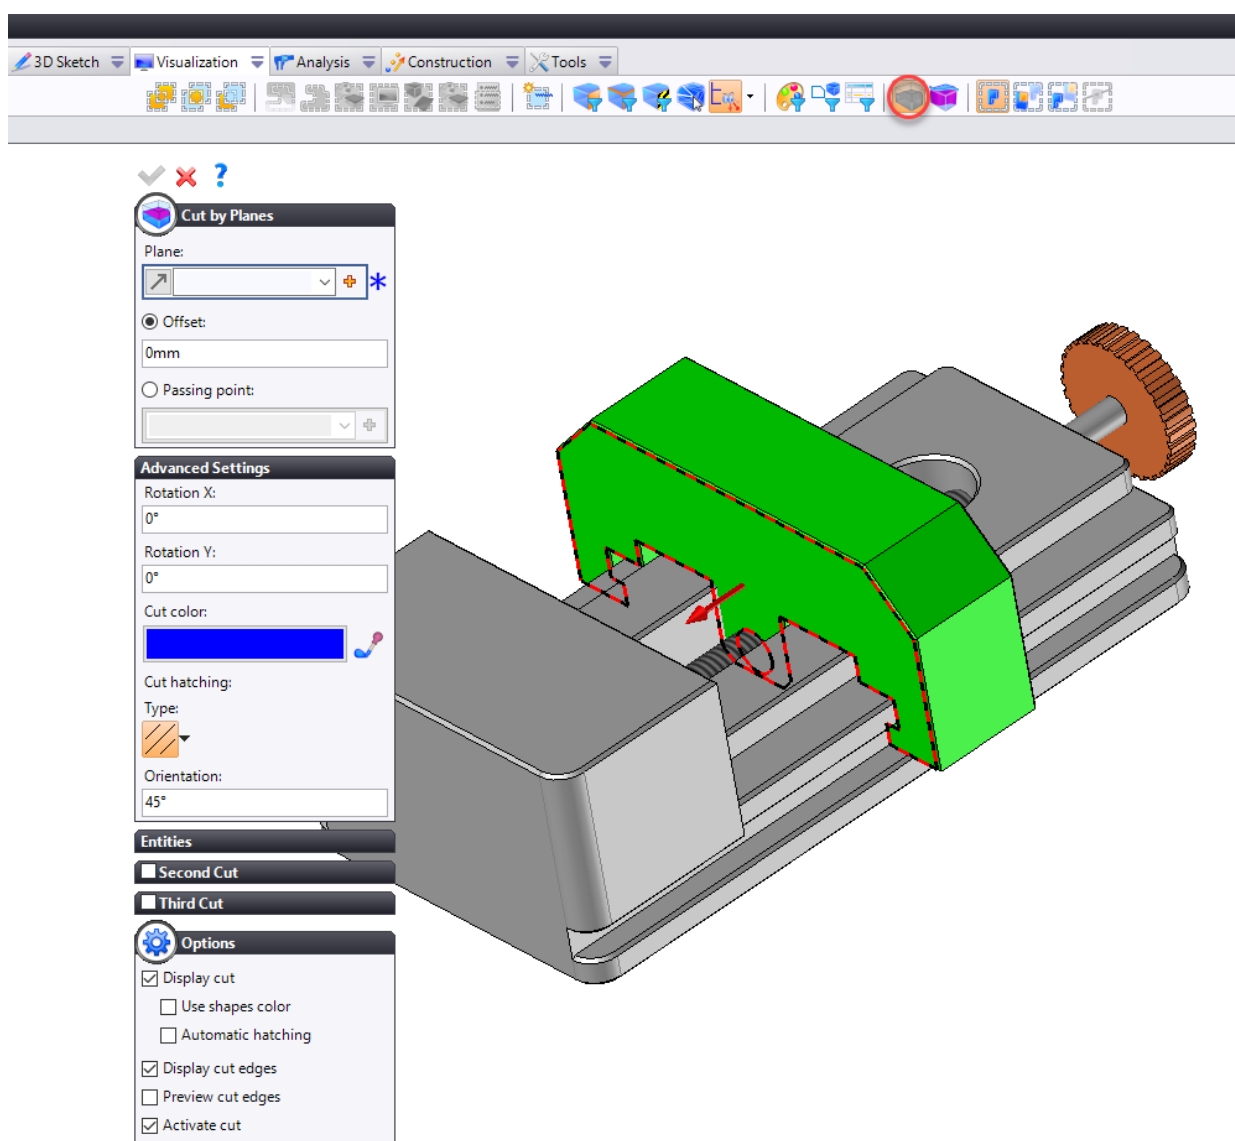 3D Sketch Visualization Analysis Construction Tools
Cut by Planes
Plane:
Offset:
0mm
Passing point:
Advanced Settings
Rotation X:
0°
Rotation Y:
0°
Cut color:
Cut hatching:
Type:
Orientation:
45°
Entities
Second Cut
Third Cut
Options
Display cut
Use shapes color
Automatic hatching
Display cut edges
Preview cut edges
Activate cut